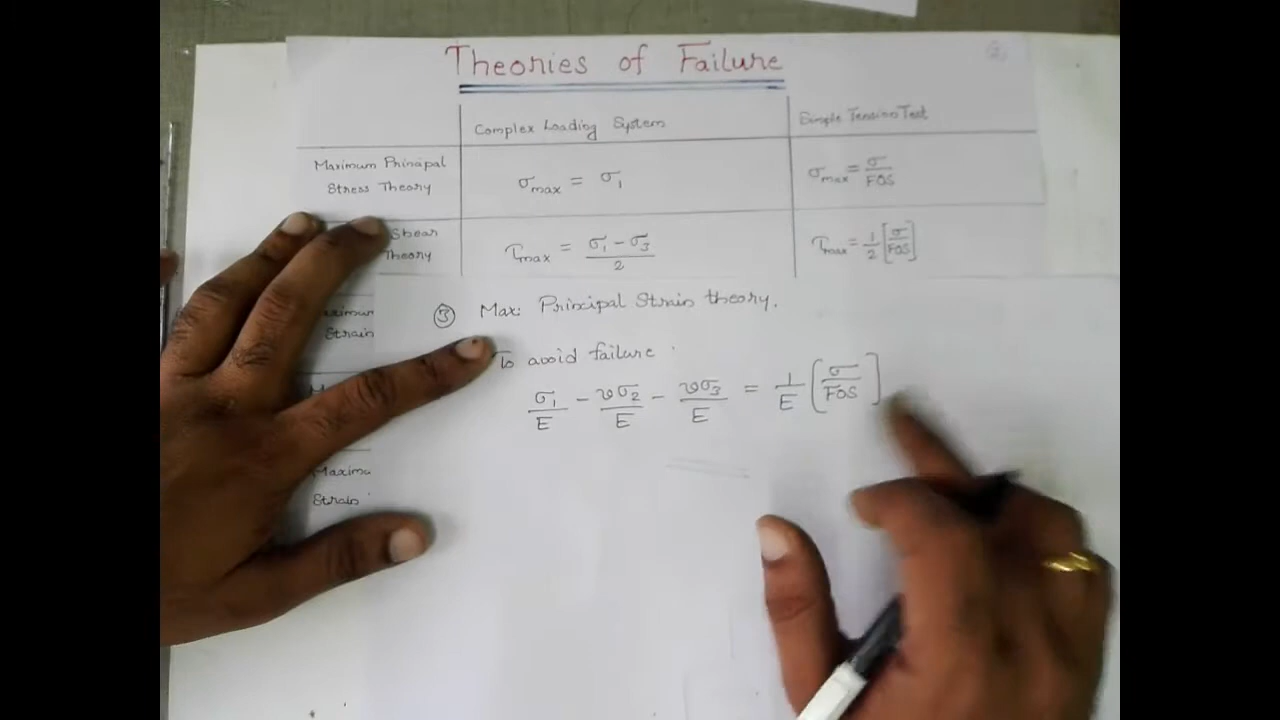 Theories of Failure
Complex Loading System
Simple Tension Test
Maximum Principal
Stress Theory
σmax = σ1
σmax = σ/FOS
Shear
Theory
τmax = (σ1 − σ3)/2
τmax = 1/2 [σ/FOS]
③ Max: Principal Strain theory.
To avoid failure
σ1/E − νσ2/E − νσ3/E = 1/E [σ/FOS]
Strain
Maximu
Strain